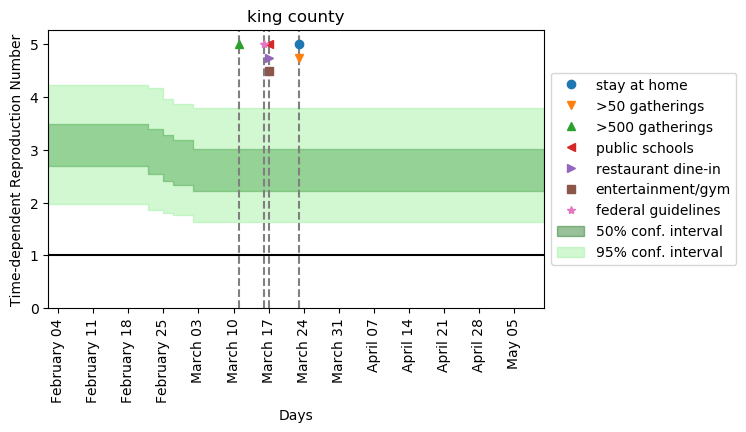 king county
Time-dependent Reproduction Number
5
4
3
2
1
0
February 04
February 11
February 18
February 25
March 03
March 10
March 17
March 24
March 31
April 07
April 14
April 21
April 28
May 05
Days
stay at home
>50 gatherings
>500 gatherings
public schools
restaurant dine-in
entertainment/gym
federal guidelines
50% conf. interval
95% conf. interval